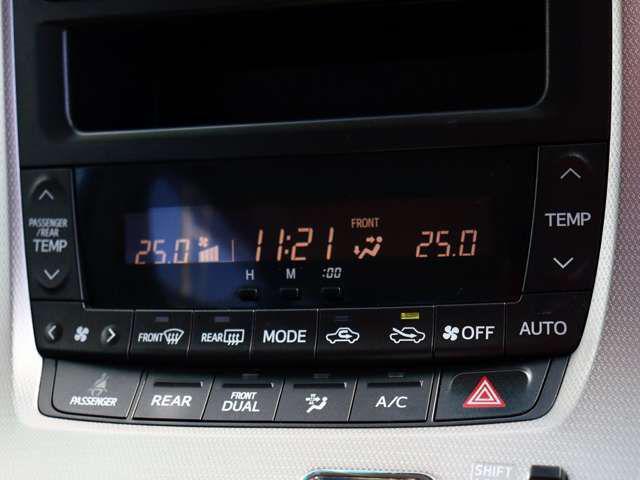 PASSENGER
/REAR
TEMP
TEMP
FRONT
25.0 11:21 25.0
H M :00
FRONT REAR MODE OFF AUTO
PASSENGER REAR FRONT DUAL A/C
SHIFT